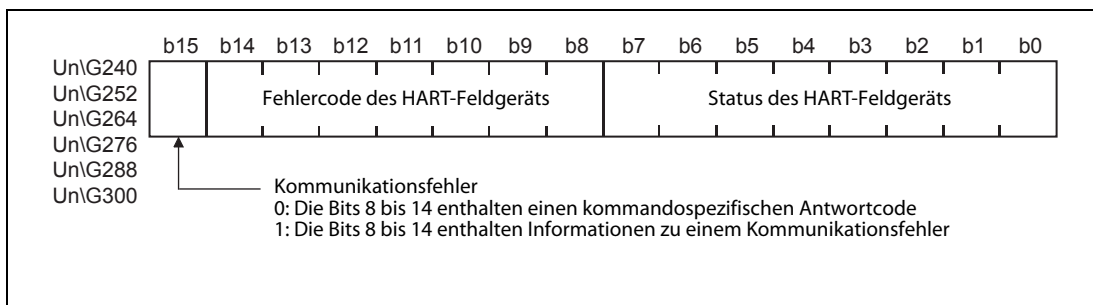 b15 b14 b13 b12 b11 b10 b9 b8 b7 b6 b5 b4 b3 b2 b1 b0
Un\G240
Un\G252
Un\G264
Un\G276
Un\G288
Un\G300
Fehlercode des HART-Feldgeräts
Status des HART-Feldgeräts
Kommunikationsfehler
0: Die Bits 8 bis 14 enthalten einen kommandospezifischen Antwortcode
1: Die Bits 8 bis 14 enthalten Informationen zu einem Kommunikationsfehler